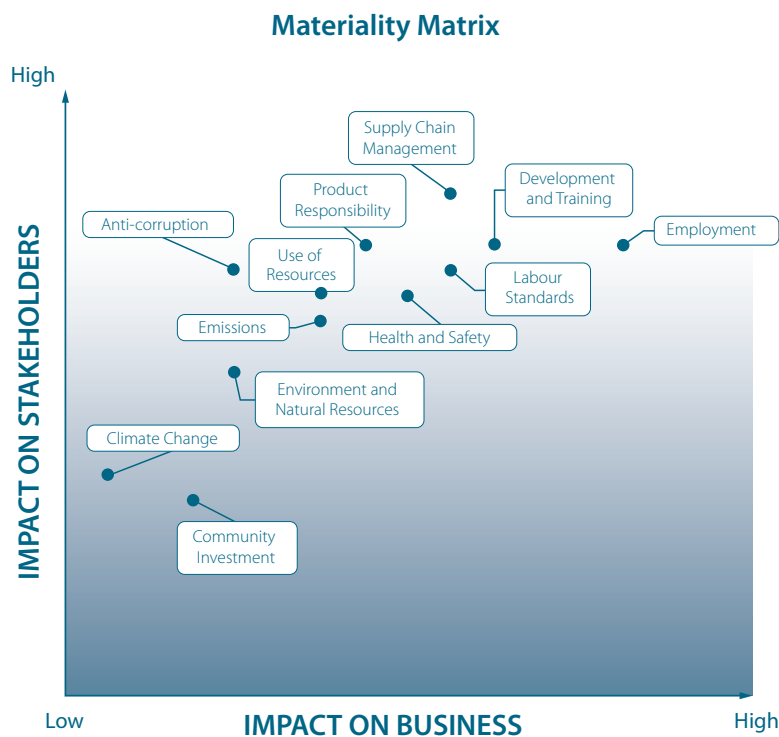 Materiality Matrix
High
Supply Chain
Management
Development
and Training
Product
Responsibility
Anti-corruption
Employment
Use of
Resources
Labour
Standards
Emissions
Health and Safety
Environment and
Natural Resources
Climate Change
Community
Investment
IMPACT ON STAKEHOLDERS
Low
IMPACT ON BUSINESS
High